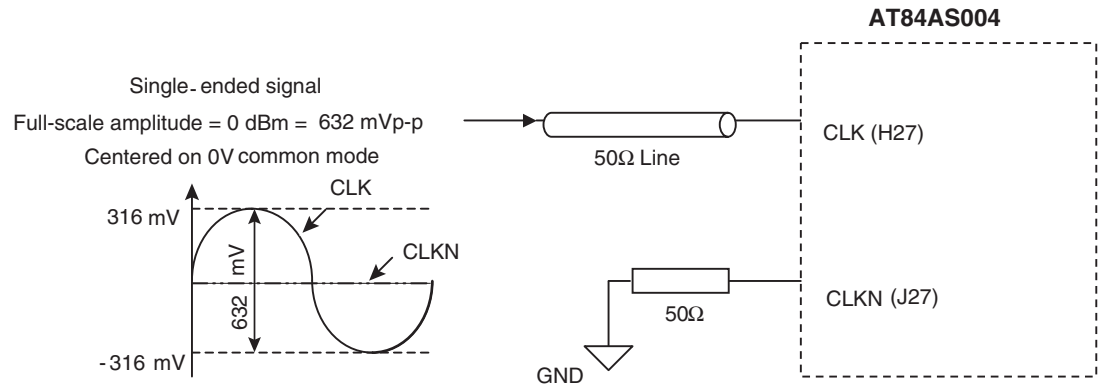 AT84AS004
Single-ended signal
Full-scale amplitude = 0 dBm = 632 mVp-p
Centered on 0V common mode
50Ω Line
CLK (H27)
CLK
316 mV
CLKN
632 mV
-316 mV
50Ω
CLKN (J27)
GND